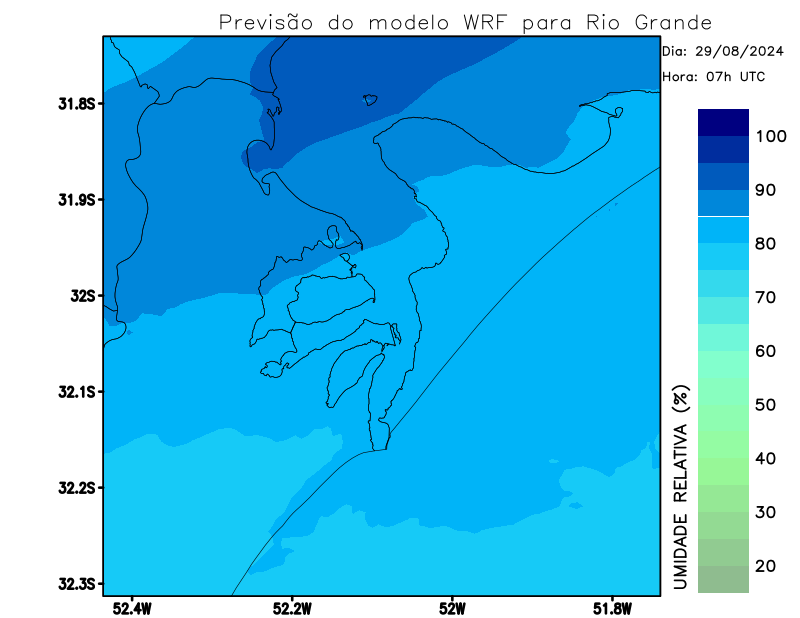 Previsão do modelo WRF para Rio Grande
Dia: 29/08/2024
Hora: 07h UTC
31.8S
31.9S
32S
32.1S
32.2S
32.3S
52.4W
52.2W
52W
51.8W
100
90
80
70
60
50
40
30
20
UMIDADE RELATIVA (%)